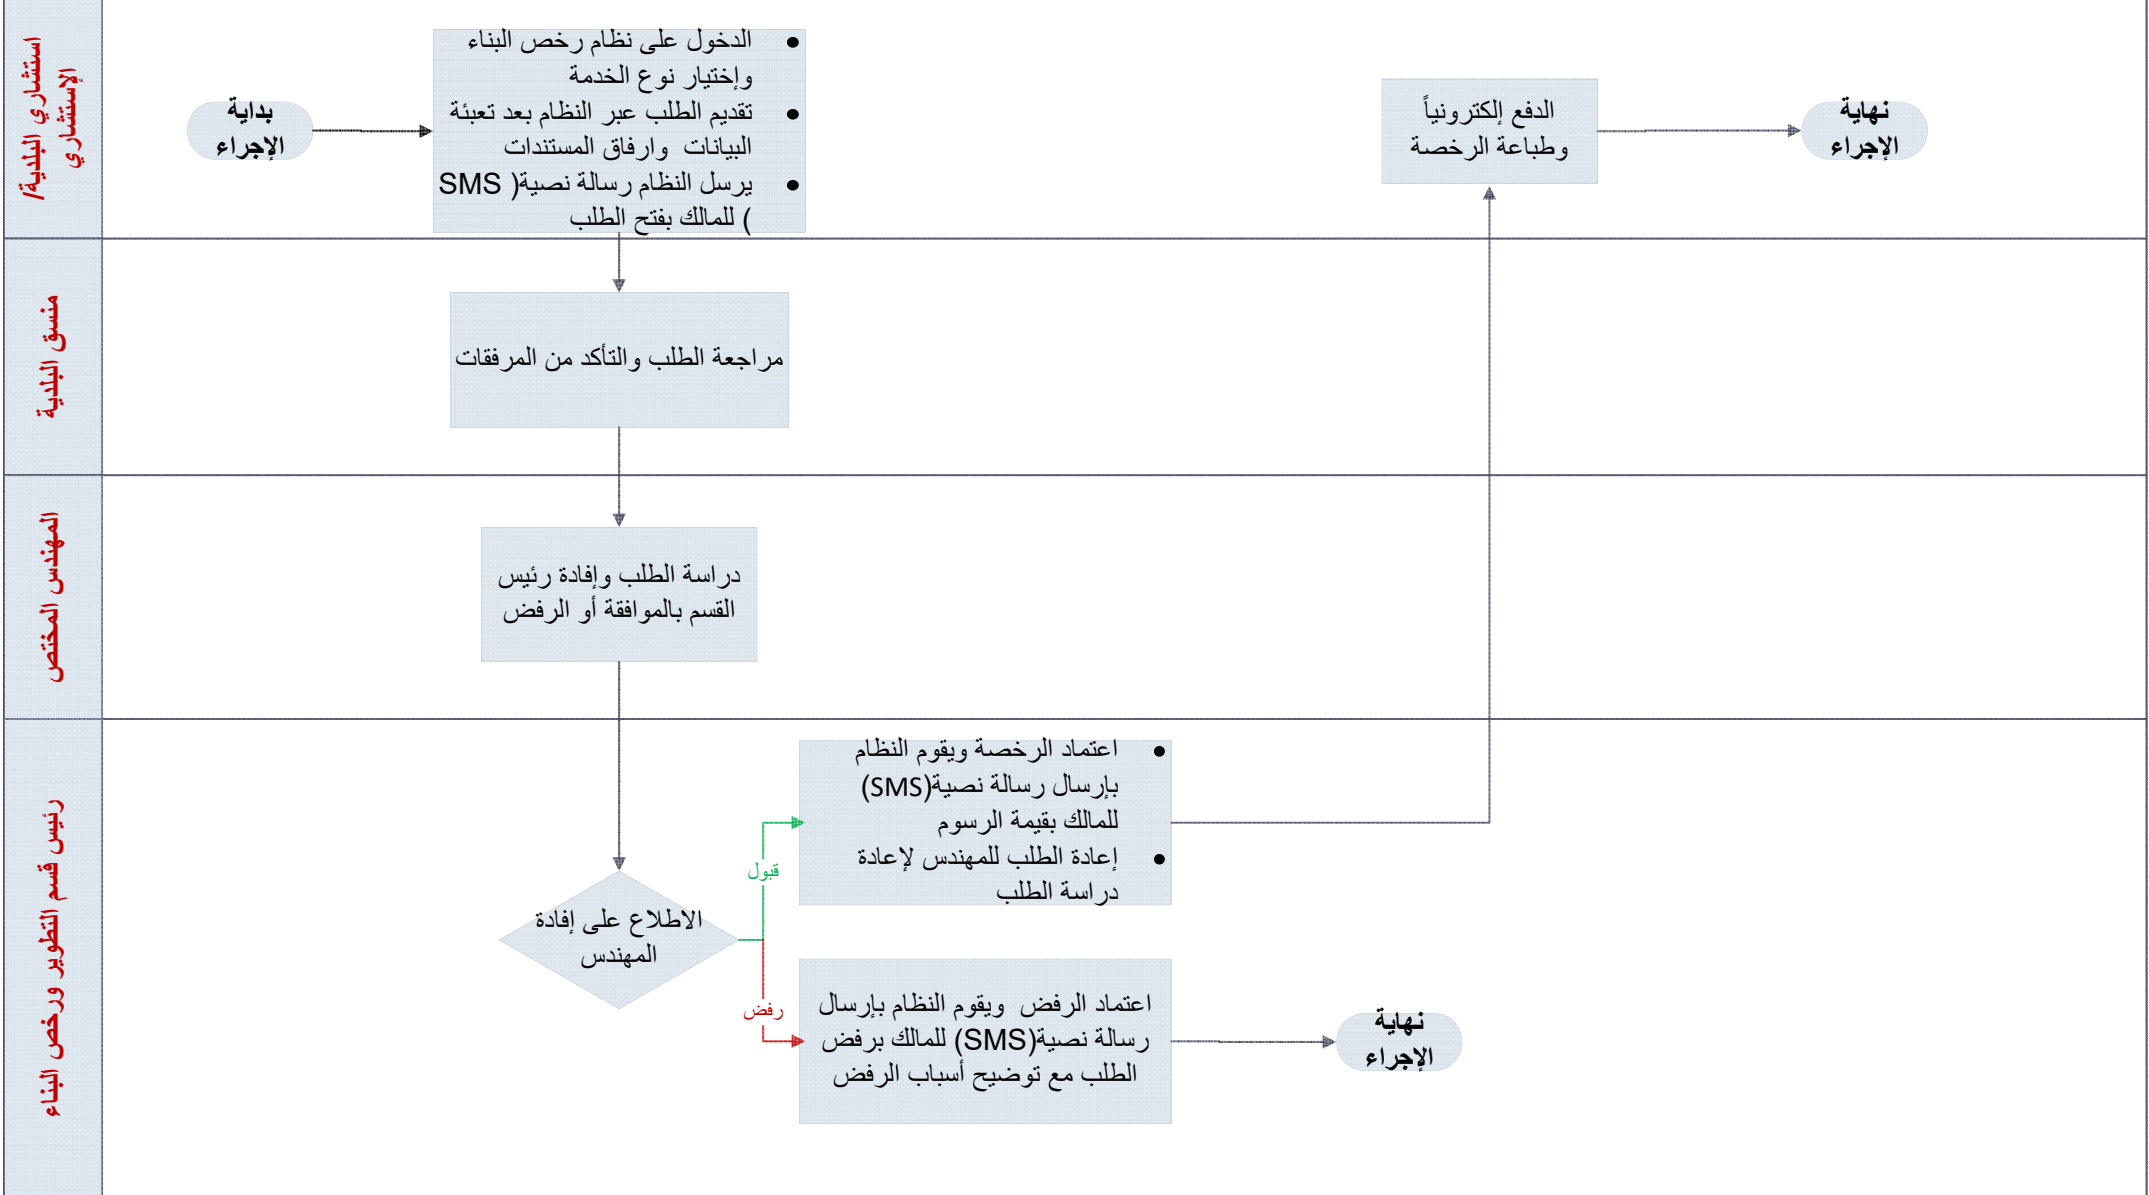 استشاري البلدية/
الإستشاري
بداية
الإجراء
● الدخول على نظام رخص البناء
وإختيار نوع الخدمة
● تقديم الطلب عبر النظام بعد تعبئة
البيانات وارفاق المستندات
● يرسل النظام رسالة نصية( SMS
) للمالك بفتح الطلب
الدفع إلكترونياً
وطباعة الرخصة
نهاية
الإجراء
منسق البلدية
مراجعة الطلب والتأكد من المرفقات
المهندس المختص
دراسة الطلب وإفادة رئيس
القسم بالموافقة أو الرفض
رئيس قسم التطوير ورخص البناء
الاطلاع على إفادة
المهندس
قبول
● اعتماد الرخصة ويقوم النظام
بإرسال رسالة نصية(SMS)
للمالك بقيمة الرسوم
● إعادة الطلب للمهندس لإعادة
دراسة الطلب
رفض
اعتماد الرفض ويقوم النظام بإرسال
رسالة نصية(SMS) للمالك برفض
الطلب مع توضيح أسباب الرفض
نهاية
الإجراء